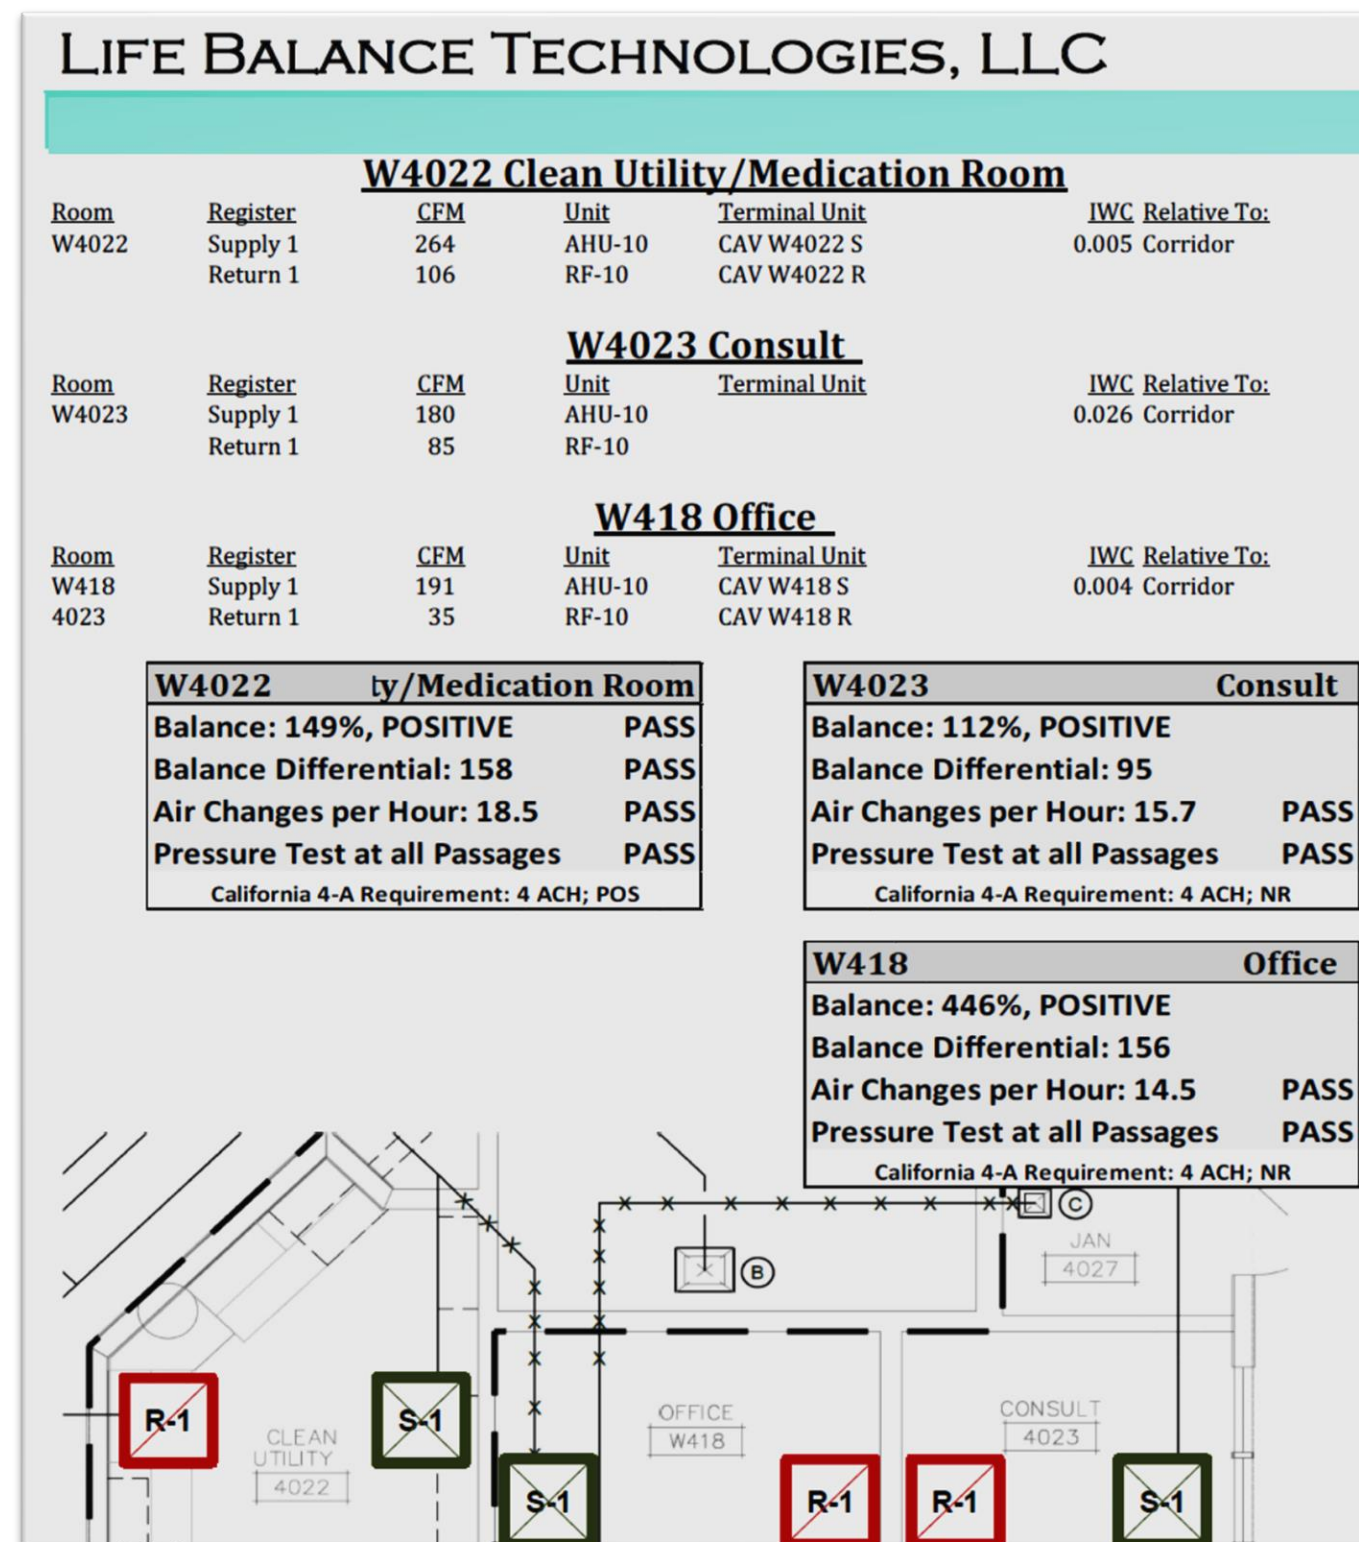 LIFE BALANCE TECHNOLOGIES, LLC
W4022 Clean Utility/Medication Room
Room Register CFM Unit Terminal Unit IWC Relative To:
W4022 Supply 1 264 AHU-10 CAV W4022 S 0.005 Corridor
Return 1 106 RF-10 CAV W4022 R
W4023 Consult
Room Register CFM Unit Terminal Unit IWC Relative To:
W4023 Supply 1 180 AHU-10 0.026 Corridor
Return 1 85 RF-10
W418 Office
Room Register CFM Unit Terminal Unit IWC Relative To:
W418 Supply 1 191 AHU-10 CAV W418 S 0.004 Corridor
4023 Return 1 35 RF-10 CAV W418 R
W4022 ty/Medication Room
Balance: 149%, POSITIVE PASS
Balance Differential: 158 PASS
Air Changes per Hour: 18.5 PASS
Pressure Test at all Passages PASS
California 4-A Requirement: 4 ACH; POS
W4023 Consult
Balance: 112%, POSITIVE
Balance Differential: 95
Air Changes per Hour: 15.7 PASS
Pressure Test at all Passages PASS
California 4-A Requirement: 4 ACH; NR
W418 Office
Balance: 446%, POSITIVE
Balance Differential: 156
Air Changes per Hour: 14.5 PASS
Pressure Test at all Passages PASS
California 4-A Requirement: 4 ACH; NR
C
JAN
4027
B
R-1
S-1
CLEAN
UTILITY
4022
OFFICE
W418
CONSULT
4023
S-1
R-1
R-1
S-1